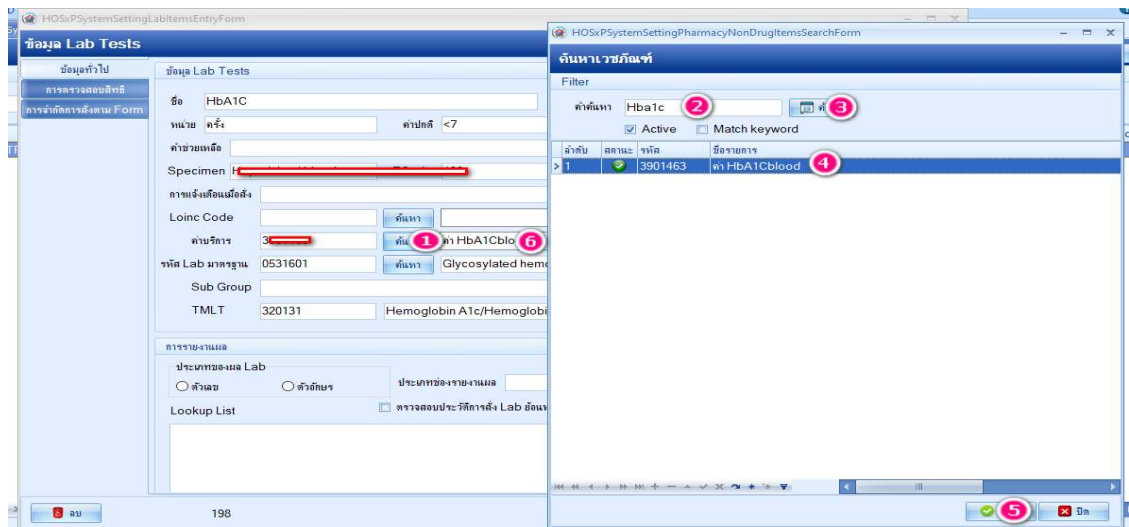 HOSxPSystemSettingLabItemsEntryForm
ข้อมูล Lab Tests
ข้อมูลทั่วไป
การตรวจสอบสิทธิ
การจำกัดการสั่งตาม Form
ข้อมูล Lab Tests
ชื่อ HbA1C
หน่วย ครั้ง ค่าปกติ <7
คำช่วยเหลือ
Specimen
การแจ้งเตือนเมื่อสั่ง
Loinc Code ค้นหา
ค่าบริการ 3 1 ค่า HbA1Cblo 6
รหัส Lab มาตรฐาน 0531601 ค้นหา Glycosylated hem
Sub Group
TMLT 320131 Hemoglobin A1c/Hemoglobi
การรายงานผล
ประเภทของผล Lab
ตัวเลข ตัวอักษร ประเภทช่องรายงานผล
Lookup List ตรวจสอบประวัติการสั่ง Lab ย้อน
ลบ 198
HOSxPSystemSettingPharmacyNonDrugItemsSearchForm
ค้นหาเวชภัณฑ์
Filter
คำค้นหา Hba1c 2 3
Active Match keyword
ลำดับ สถานะ รหัส ชื่อรายการ
1 3901463 ค่า HbA1Cblood 4
5 ปิด